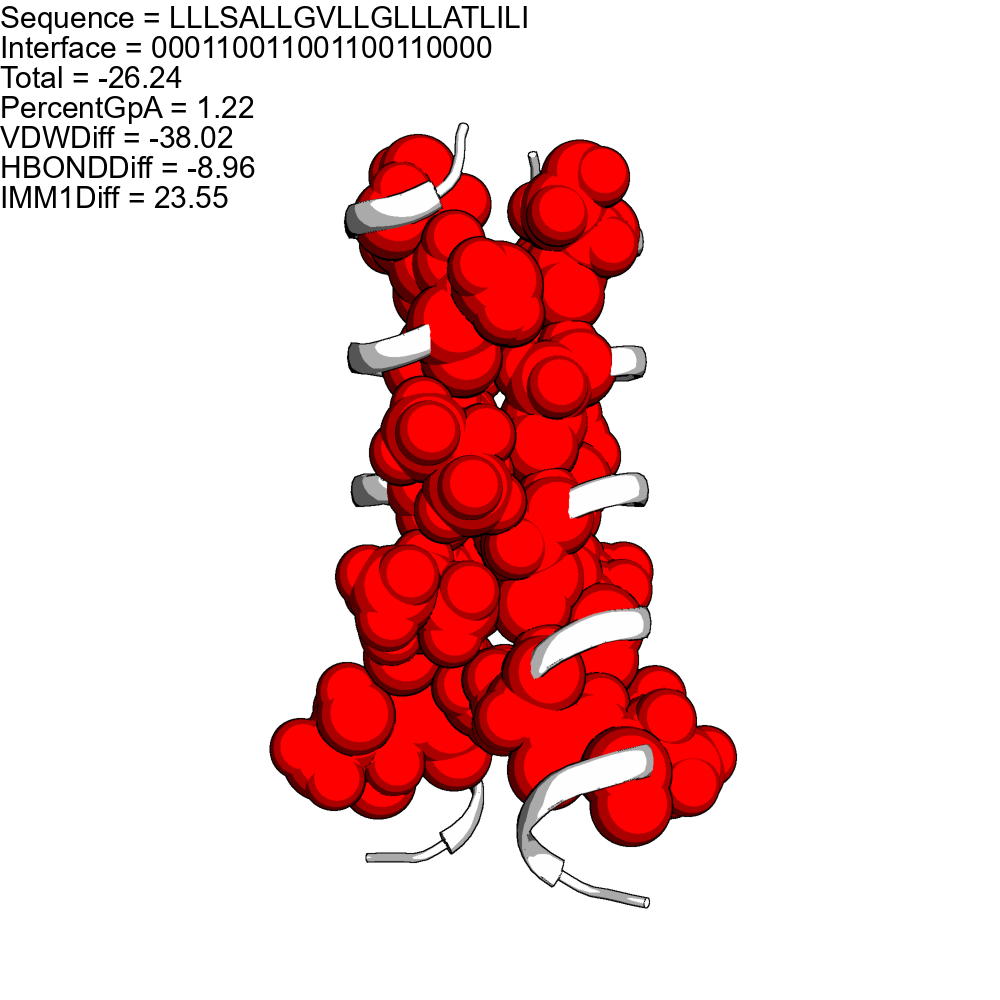 Sequence = LLLSALLGVLLGLLLATLILI
Interface = 000110011001100110000
Total = -26.24
PercentGpA = 1.22
VDWDiff = -38.02
HBONDDiff = -8.96
IMM1Diff = 23.55